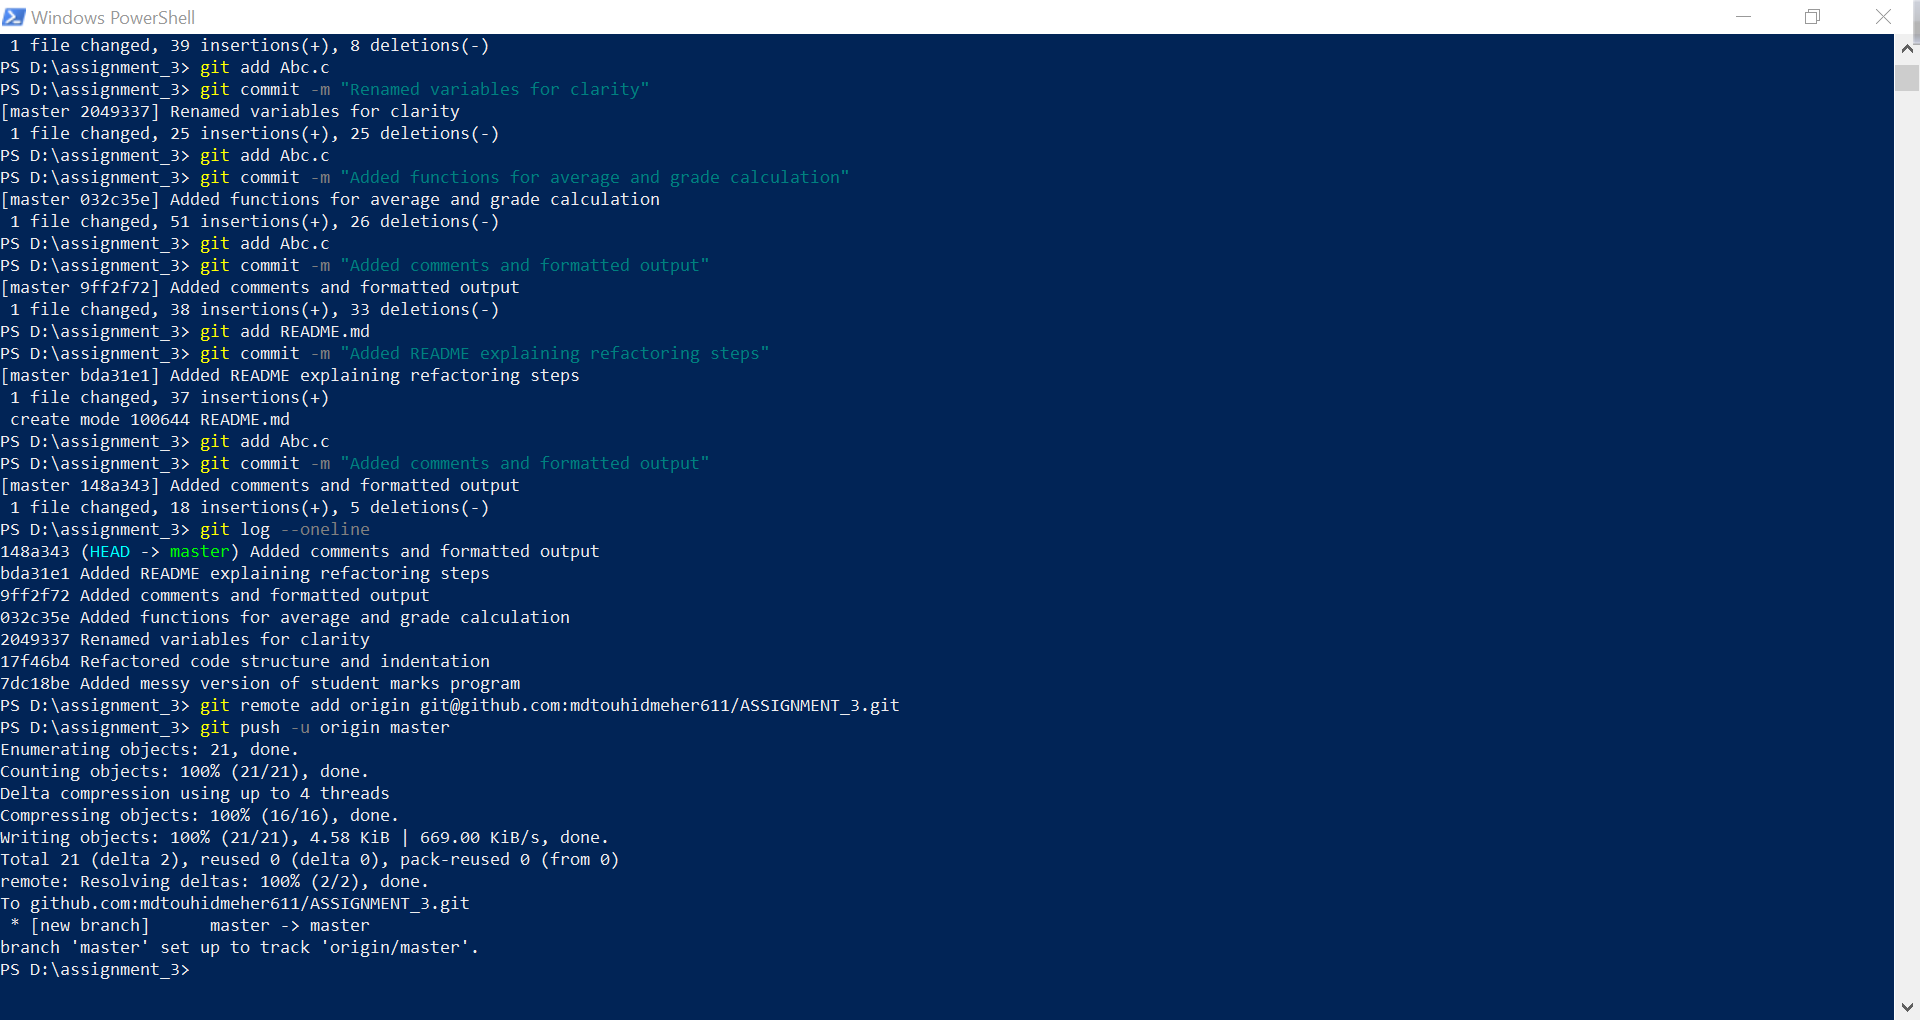 Windows PowerShell
 1 file changed, 39 insertions(+), 8 deletions(-)
PS D:\assignment_3> git add Abc.c
PS D:\assignment_3> git commit -m "Renamed variables for clarity"
[master 2049337] Renamed variables for clarity
 1 file changed, 25 insertions(+), 25 deletions(-)
PS D:\assignment_3> git add Abc.c
PS D:\assignment_3> git commit -m "Added functions for average and grade calculation"
[master 032c35e] Added functions for average and grade calculation
 1 file changed, 51 insertions(+), 26 deletions(-)
PS D:\assignment_3> git add Abc.c
PS D:\assignment_3> git commit -m "Added comments and formatted output"
[master 9ff2f72] Added comments and formatted output
 1 file changed, 38 insertions(+), 33 deletions(-)
PS D:\assignment_3> git add README.md
PS D:\assignment_3> git commit -m "Added README explaining refactoring steps"
[master bda31e1] Added README explaining refactoring steps
 1 file changed, 37 insertions(+)
 create mode 100644 README.md
PS D:\assignment_3> git add Abc.c
PS D:\assignment_3> git commit -m "Added comments and formatted output"
[master 148a343] Added comments and formatted output
 1 file changed, 18 insertions(+), 5 deletions(-)
PS D:\assignment_3> git log --oneline
148a343 (HEAD -> master) Added comments and formatted output
bda31e1 Added README explaining refactoring steps
9ff2f72 Added comments and formatted output
032c35e Added functions for average and grade calculation
2049337 Renamed variables for clarity
17f46b4 Refactored code structure and indentation
7dc18be Added messy version of student marks program
PS D:\assignment_3> git remote add origin git@github.com:mdtouhidmeher611/ASSIGNMENT_3.git
PS D:\assignment_3> git push -u origin master
Enumerating objects: 21, done.
Counting objects: 100% (21/21), done.
Delta compression using up to 4 threads
Compressing objects: 100% (16/16), done.
Writing objects: 100% (21/21), 4.58 KiB | 669.00 KiB/s, done.
Total 21 (delta 2), reused 0 (delta 0), pack-reused 0 (from 0)
remote: Resolving deltas: 100% (2/2), done.
To github.com:mdtouhidmeher611/ASSIGNMENT_3.git
 * [new branch]      master -> master
branch 'master' set up to track 'origin/master'.
PS D:\assignment_3>